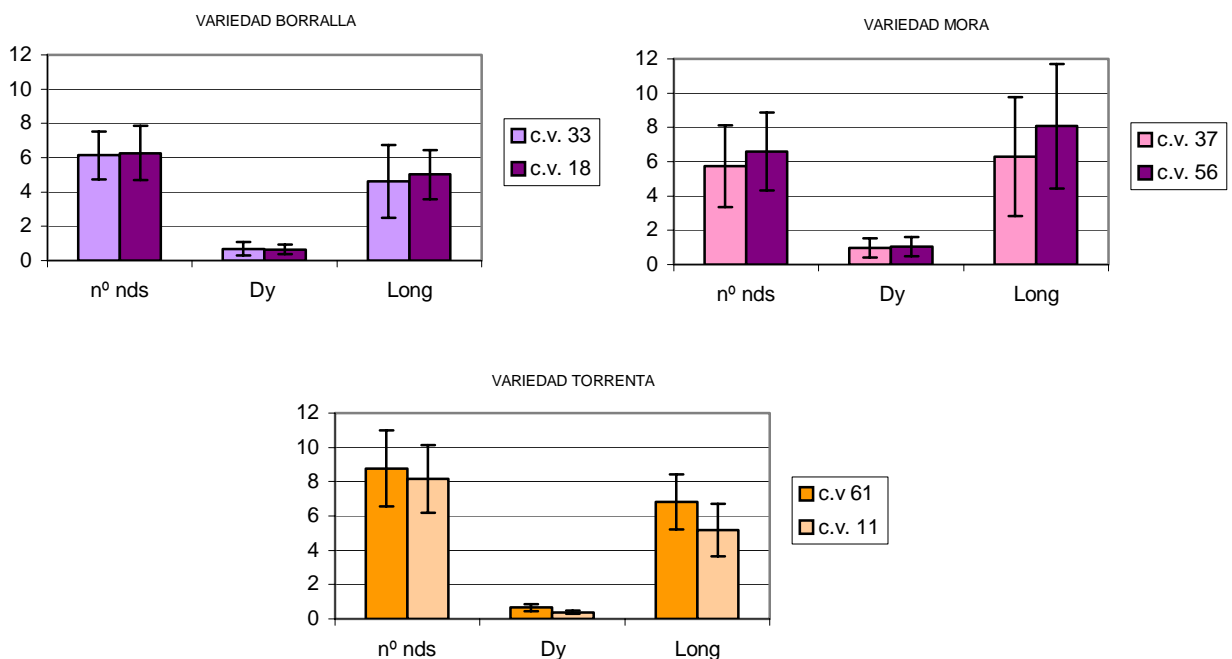 VARIEDAD BORRALLA
12
10
8
6
4
2
0
nº nds Dy Long
c.v. 33
c.v. 18
VARIEDAD MORA
12
10
8
6
4
2
0
nº nds Dy Long
c.v. 37
c.v. 56
VARIEDAD TORRENTA
12
10
8
6
4
2
0
nº nds Dy Long
c.v 61
c.v. 11